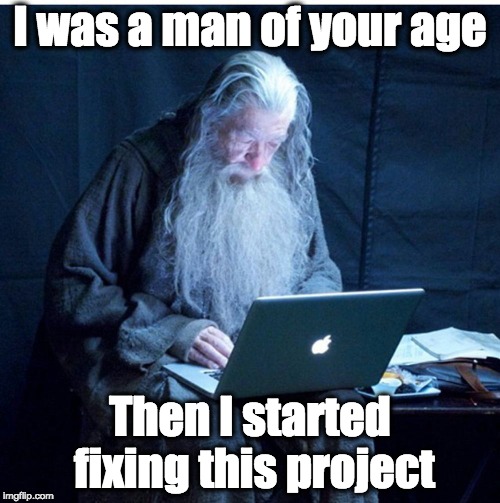 I was a man of your age
Then I started
fixing this project
imgflip.com